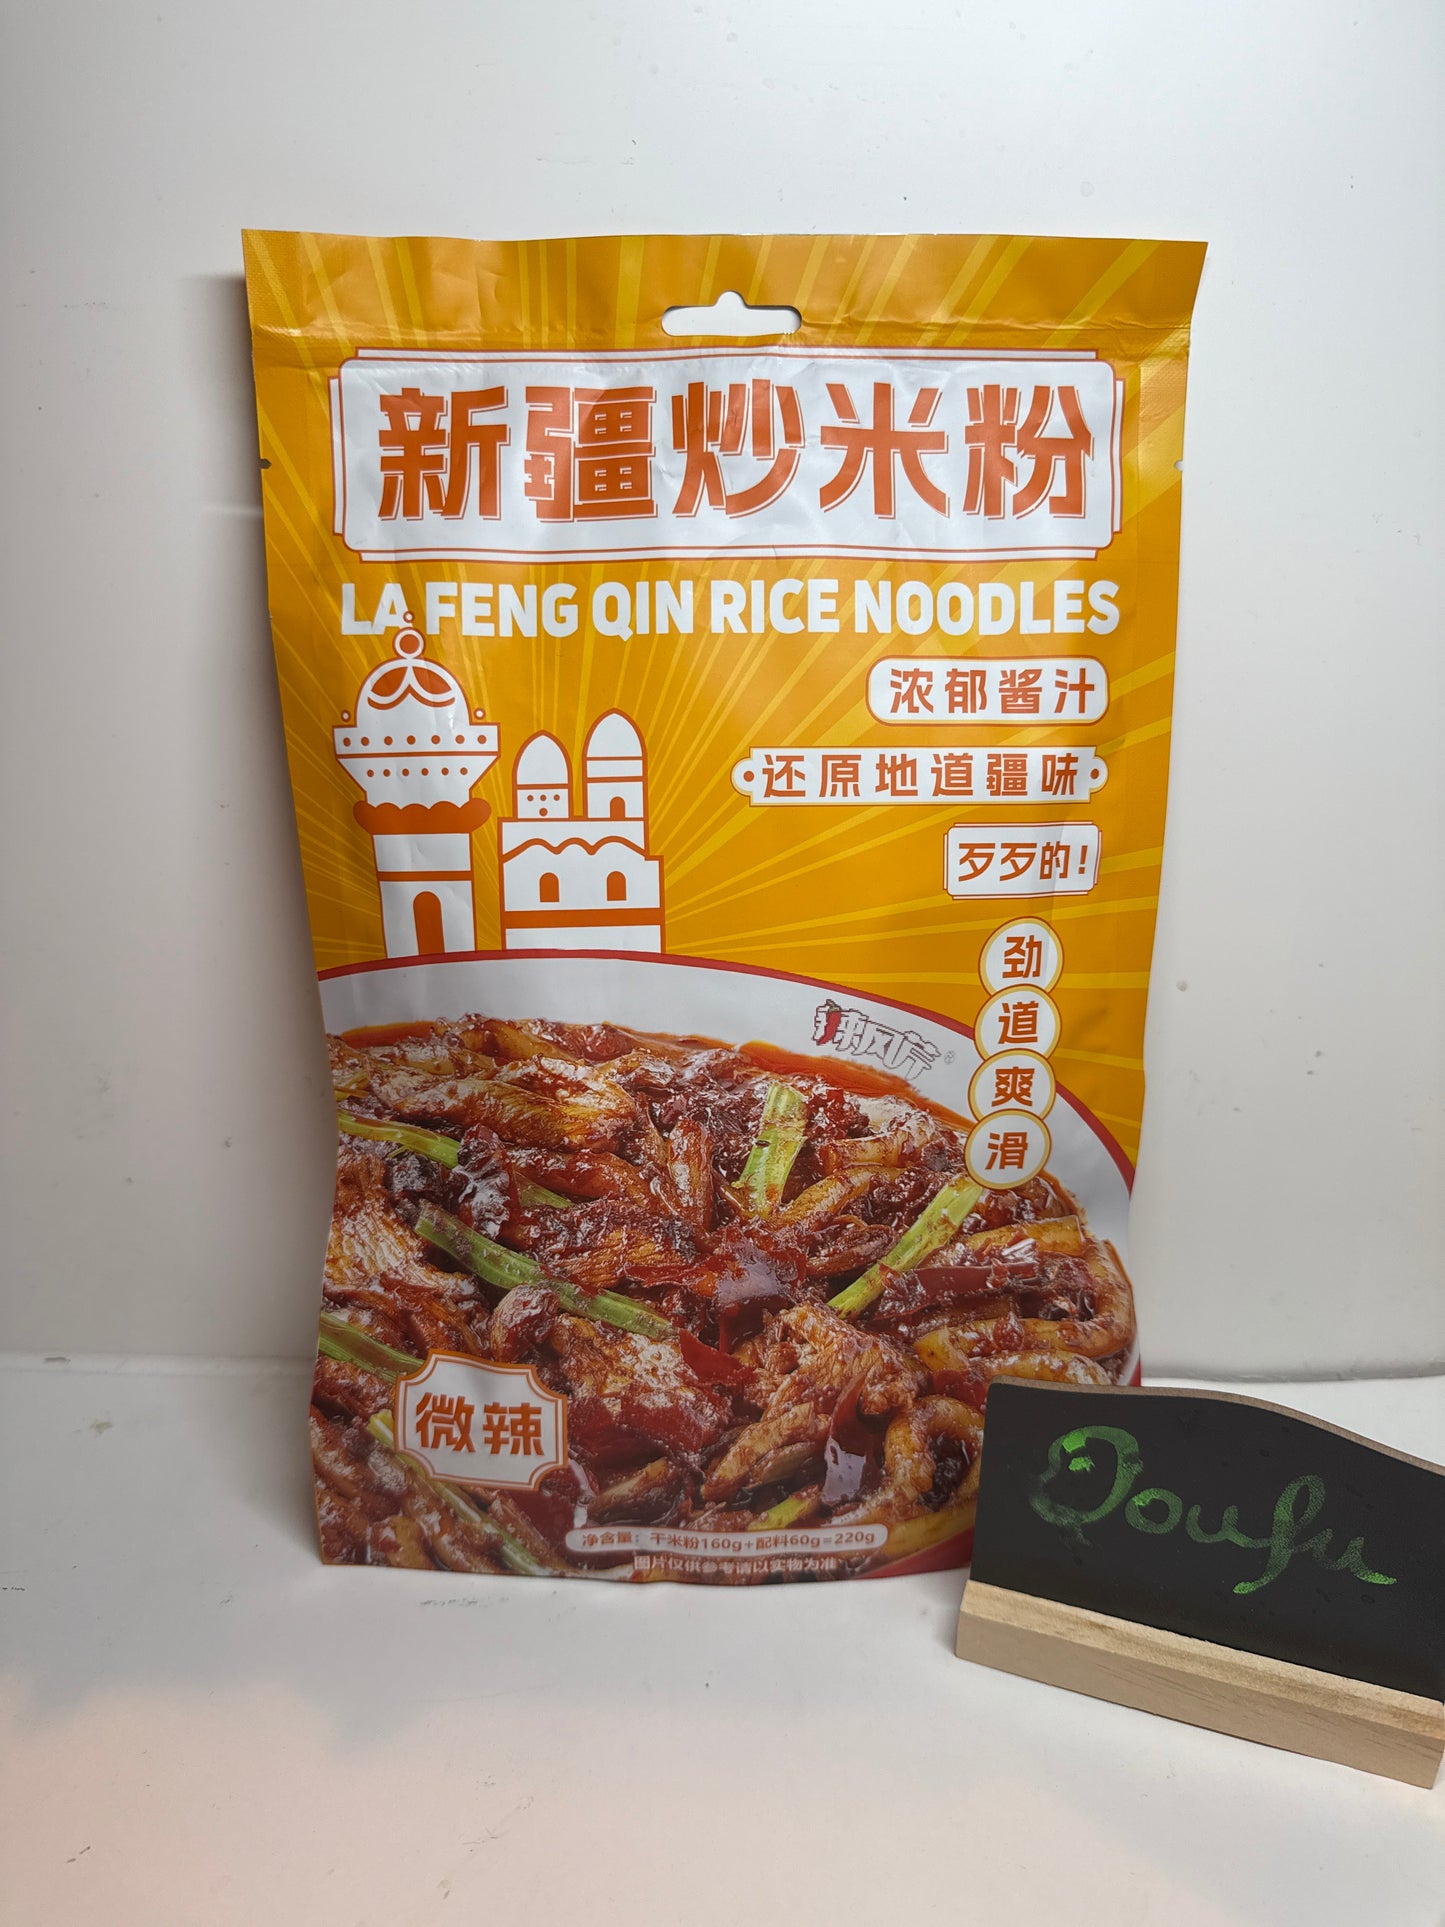 新疆炒米粉
LA FENG QIN RICE NOODLES
浓郁酱汁
还原地道疆味
歹歹的!
劲道爽滑
辣风芹®
微辣
净含量：干米粉160g+配料60g=220g
图片仅供参考请以实物为准
Doufu